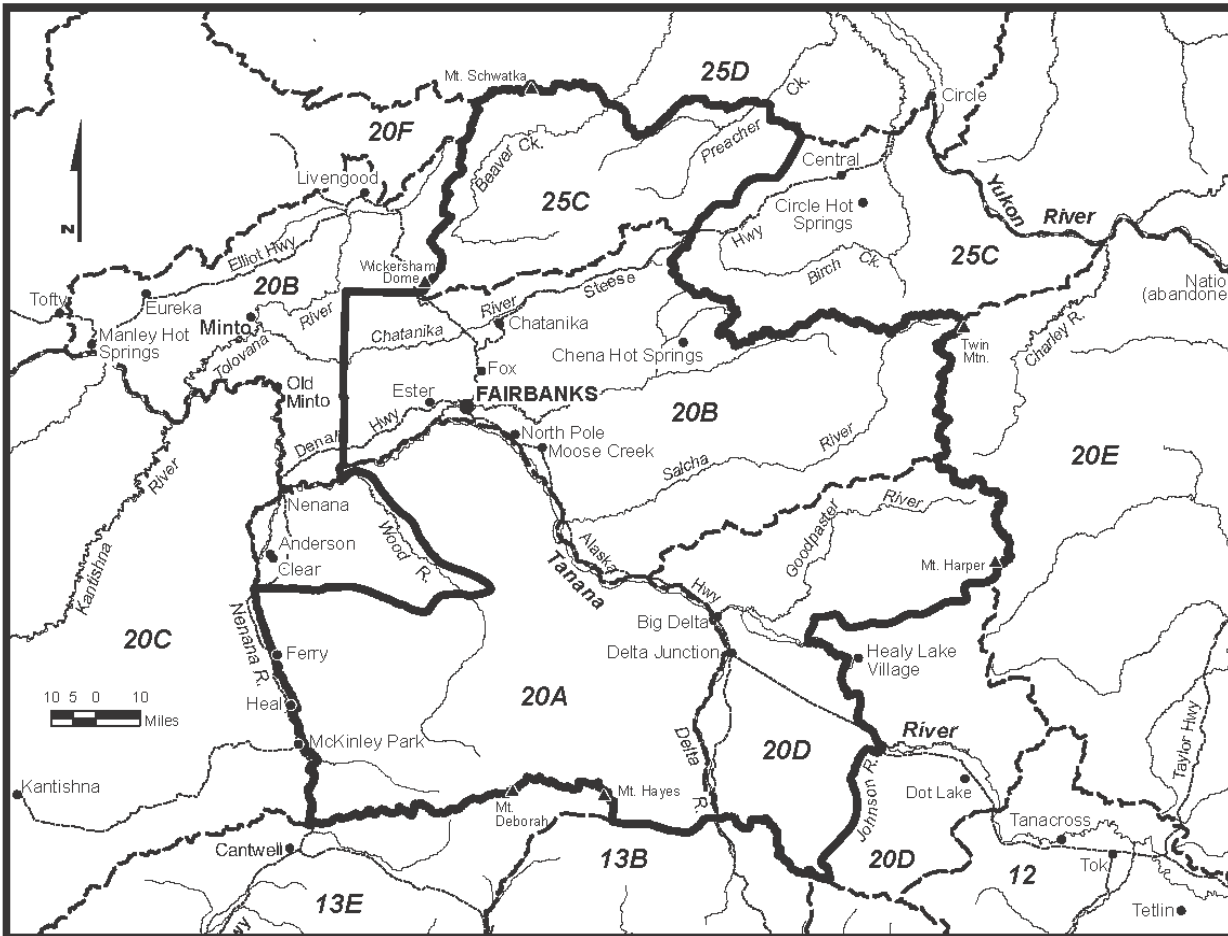 25D
Mt. Schwatka
Ck.
Circle
20F
Preacher
Beaver Ck.
Central
Livengood
25C
Circle Hot
Springs
Yukon
River
Hwy
Elliot Hwy
Wickersham
Dome
Birch Ck.
25C
Steese
Natio
(abandone
Tofty
Eureka
20B
River
River
Minto
Chatanika
Chatanika
Manley Hot
Springs
Tolovana
Chena Hot Springs
Twin
Mtn.
Charley R.
Fox
Old
Minto
Ester
FAIRBANKS
20B
Denali Hwy
North Pole
Moose Creek
Salcha River
20E
River
Kantishna
Nenana
Wood R.
Goodpaster River
Anderson
Clear
Alaska
Hwy
Tanana
Mt. Harper
Big Delta
20C
Nenana R.
Ferry
Delta Junction
Healy Lake
Village
10 5 0 10
Miles
Healy
20A
McKinley Park
Delta R.
20D
River
Taylor Hwy
Kantishna
Mt.
Deborah
Mt. Hayes
Johnson R.
Dot Lake
Tanacross
Cantwell
13B
20D
12
Tok
13E
Tetlin
wy
N